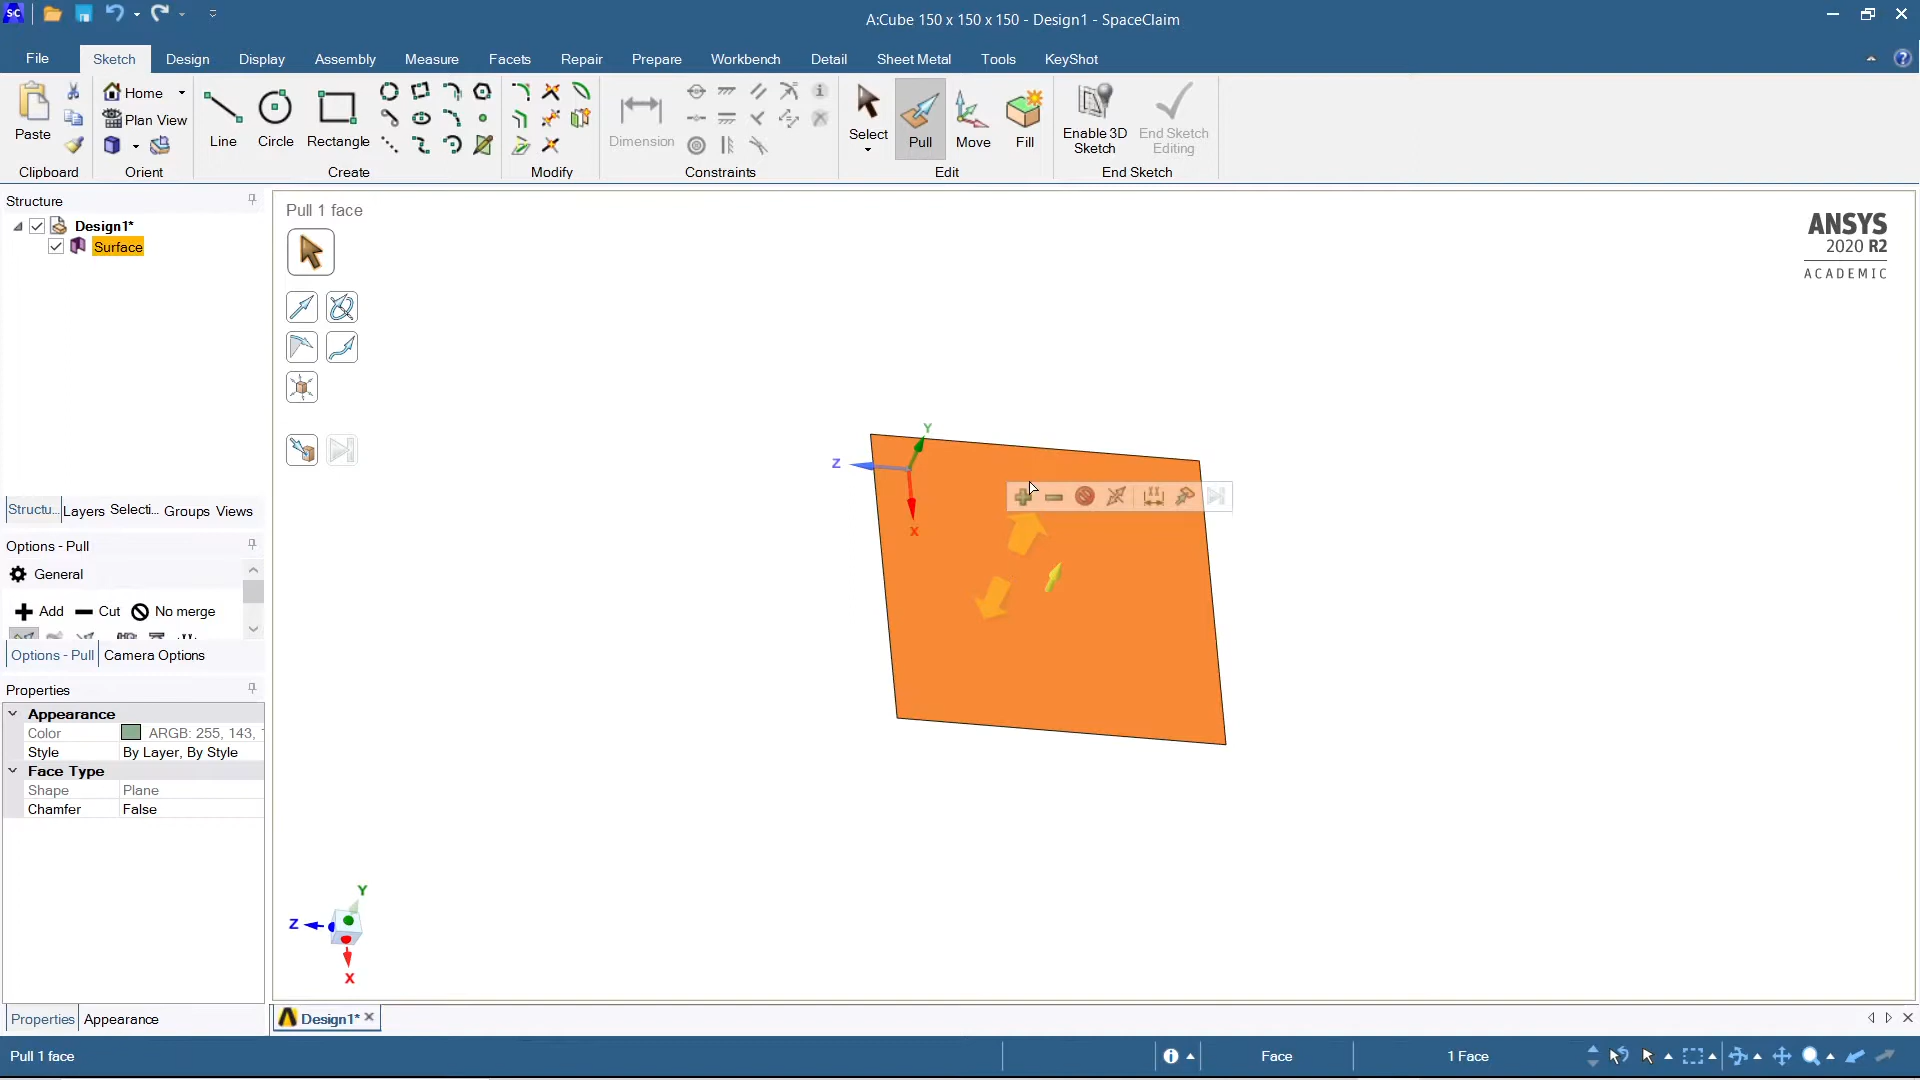 A:Cube 150 x 150 x 150 - Design1 - SpaceClaim
SC
File Sketch Design Display Assembly Measure Facets Repair Prepare Workbench Detail Sheet Metal Tools KeyShot
Paste
Clipboard
Home
Plan View
Orient
Line Circle Rectangle
Create
Modify
Dimension
Constraints
Select Pull Move Fill
Edit
Enable 3D Sketch
End Sketch Editing
End Sketch
Structure
Design1*
Surface
Structu... Layers Selecti... Groups Views
Options - Pull
General
Add Cut No merge
Options - Pull Camera Options
Properties
Appearance
Color ARGB: 255, 143,
Style By Layer, By Style
Face Type
Shape Plane
Chamfer False
Properties Appearance
Pull 1 face
ANSYS
2020 R2
ACADEMIC
Y
Z
X
Y
Z
X
Design1*
Pull 1 face
Face
1 Face